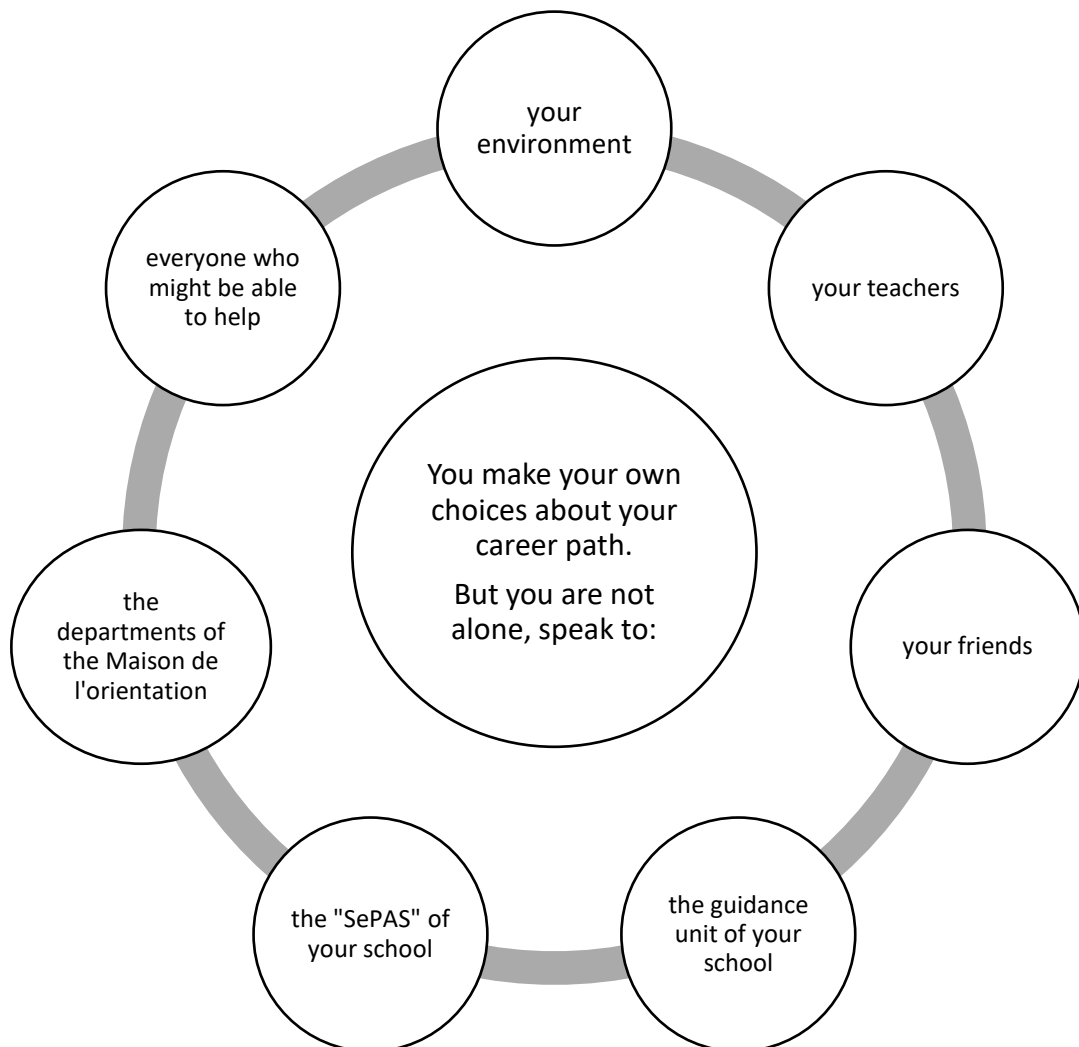 your
environment
your teachers
your friends
the guidance
unit of your
school
the "SePAS" of
your school
the
departments of
the Maison de
l'orientation
everyone who
might be able
to help
You make your own
choices about your
career path.
But you are not
alone, speak to: